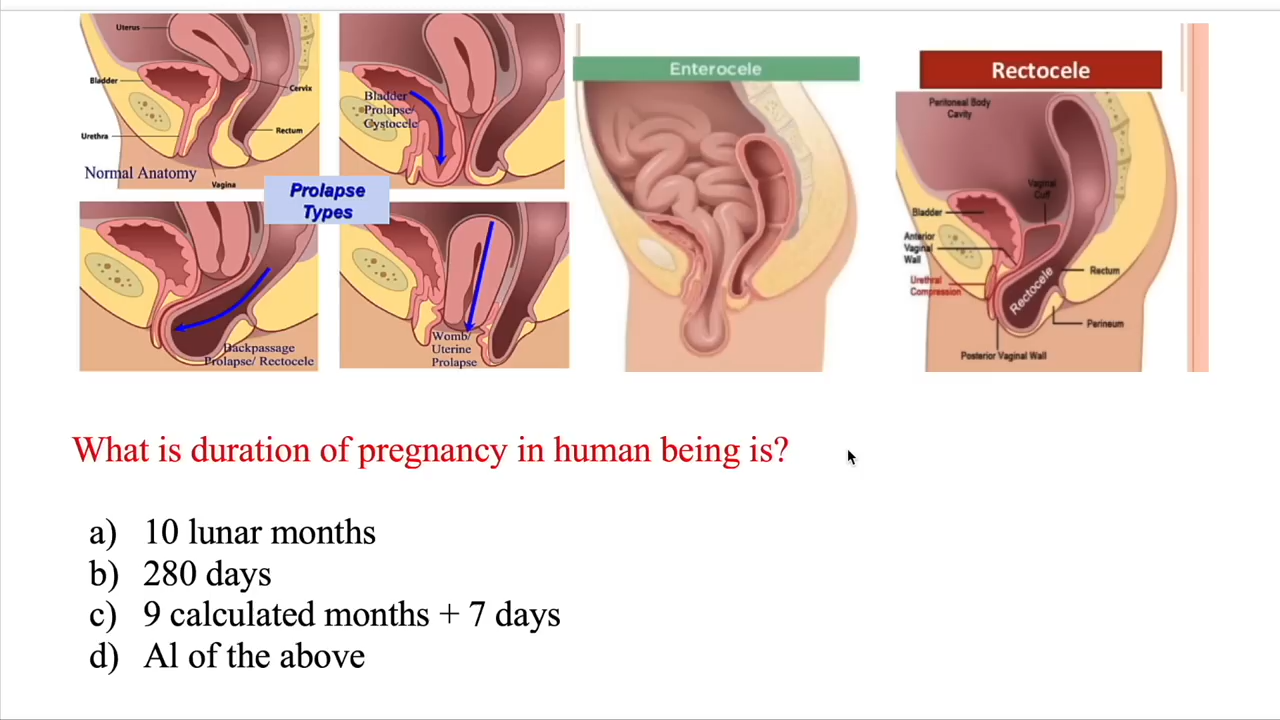 Uterus
Bladder
Cervix
Urethra
Rectum
Normal Anatomy
Vagina
Bladder
Prolapse/
Cystocele
Prolapse
Types
Backpassage
Prolapse/ Rectocele
Womb/
Uterine
Prolapse
Enterocele
Rectocele
Peritoneal Body
Cavity
Vaginal
Cuff
Bladder
Anterior
Vaginal
Wall
Urethral
Compression
Rectocele
Rectum
Perineum
Posterior Vaginal Wall
What is duration of pregnancy in human being is?
a) 10 lunar months
b) 280 days
c) 9 calculated months + 7 days
d) Al of the above